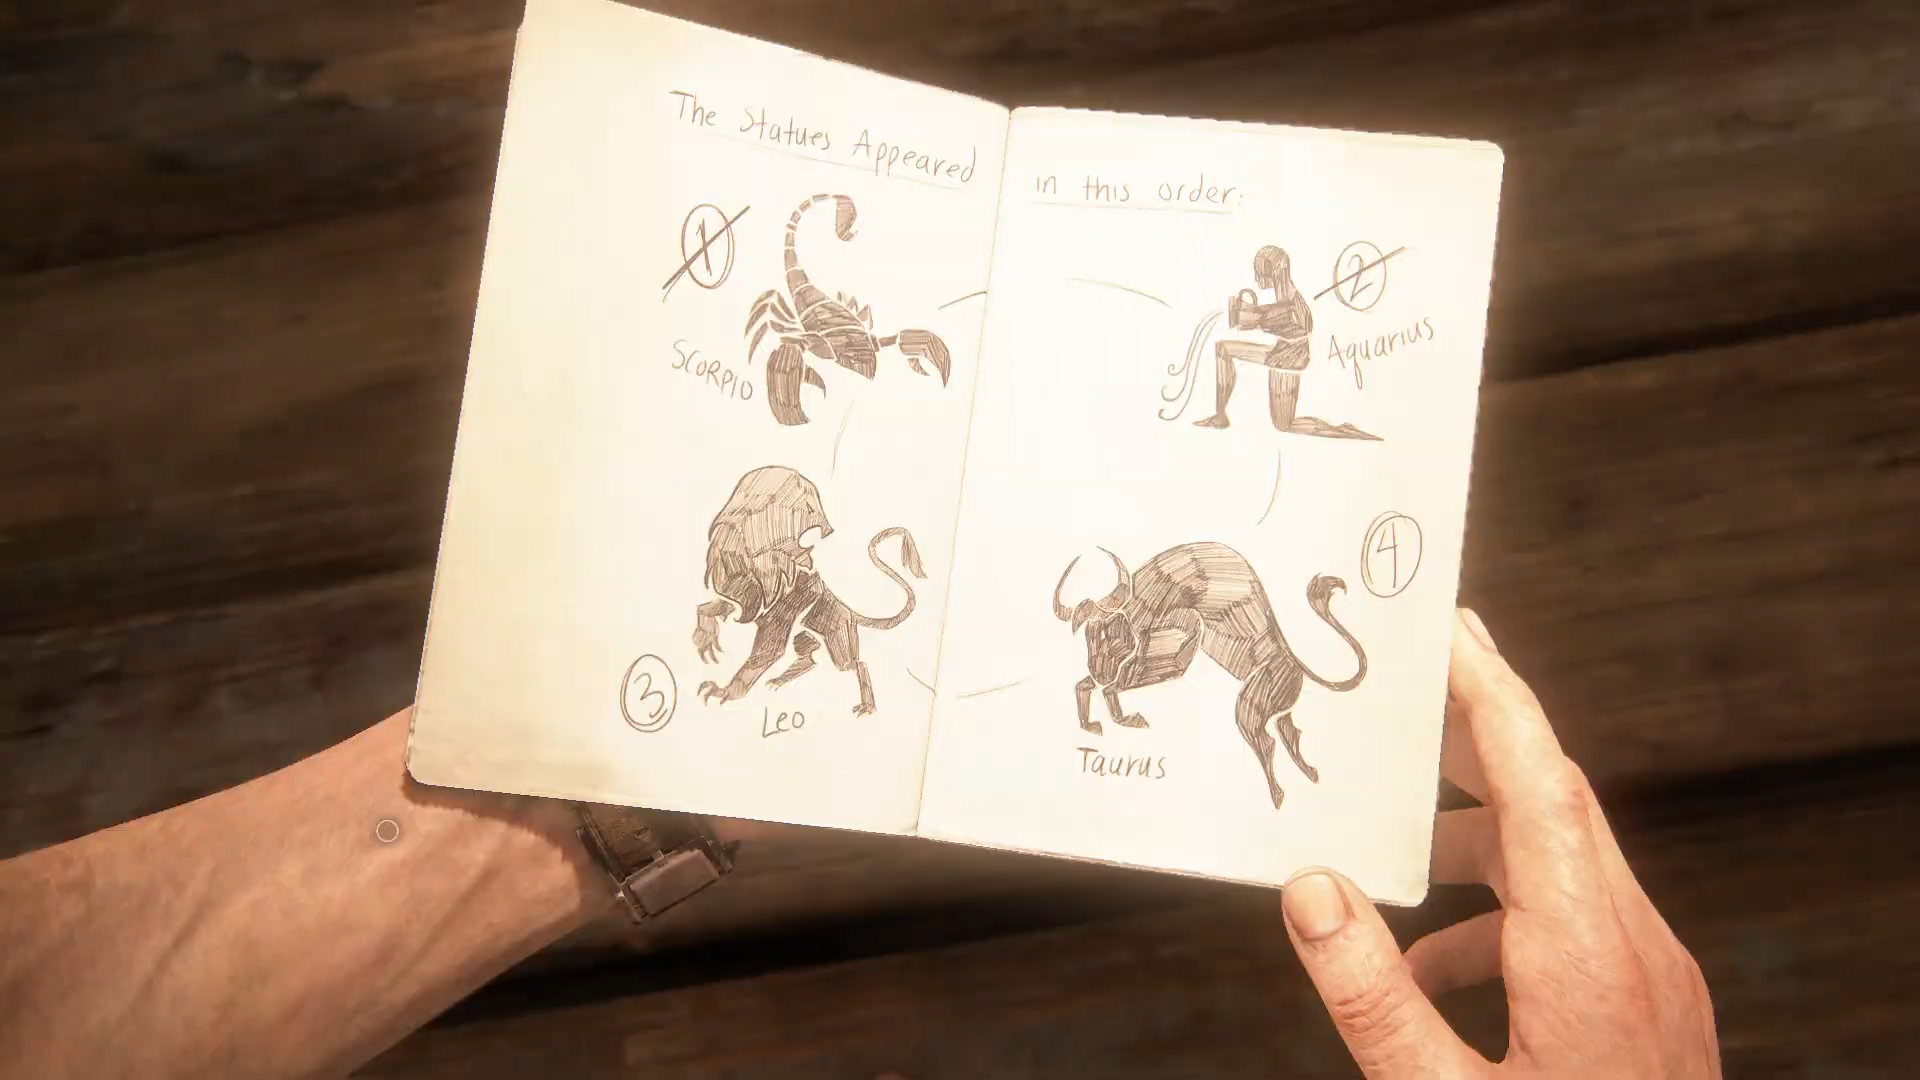 The Statues Appeared
in this order:
1
SCORPIO
2
Aquarius
3
Leo
4
Taurus